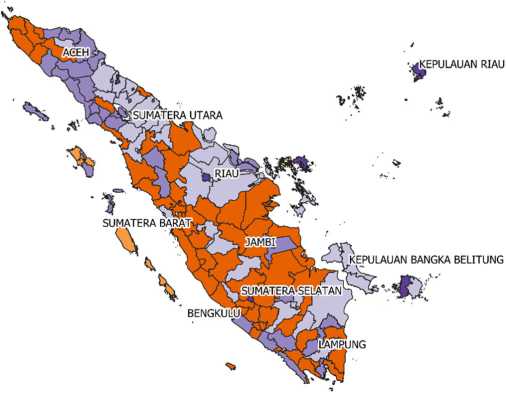 ACEH
KEPULAUAN RIAU
SUMATERA UTARA
RIAU
SUMATERA BARAT
JAMBI
KEPULAUAN BANGKA BELITUNG
SUMATERA SELATAN
BENGKULU
LAMPUNG